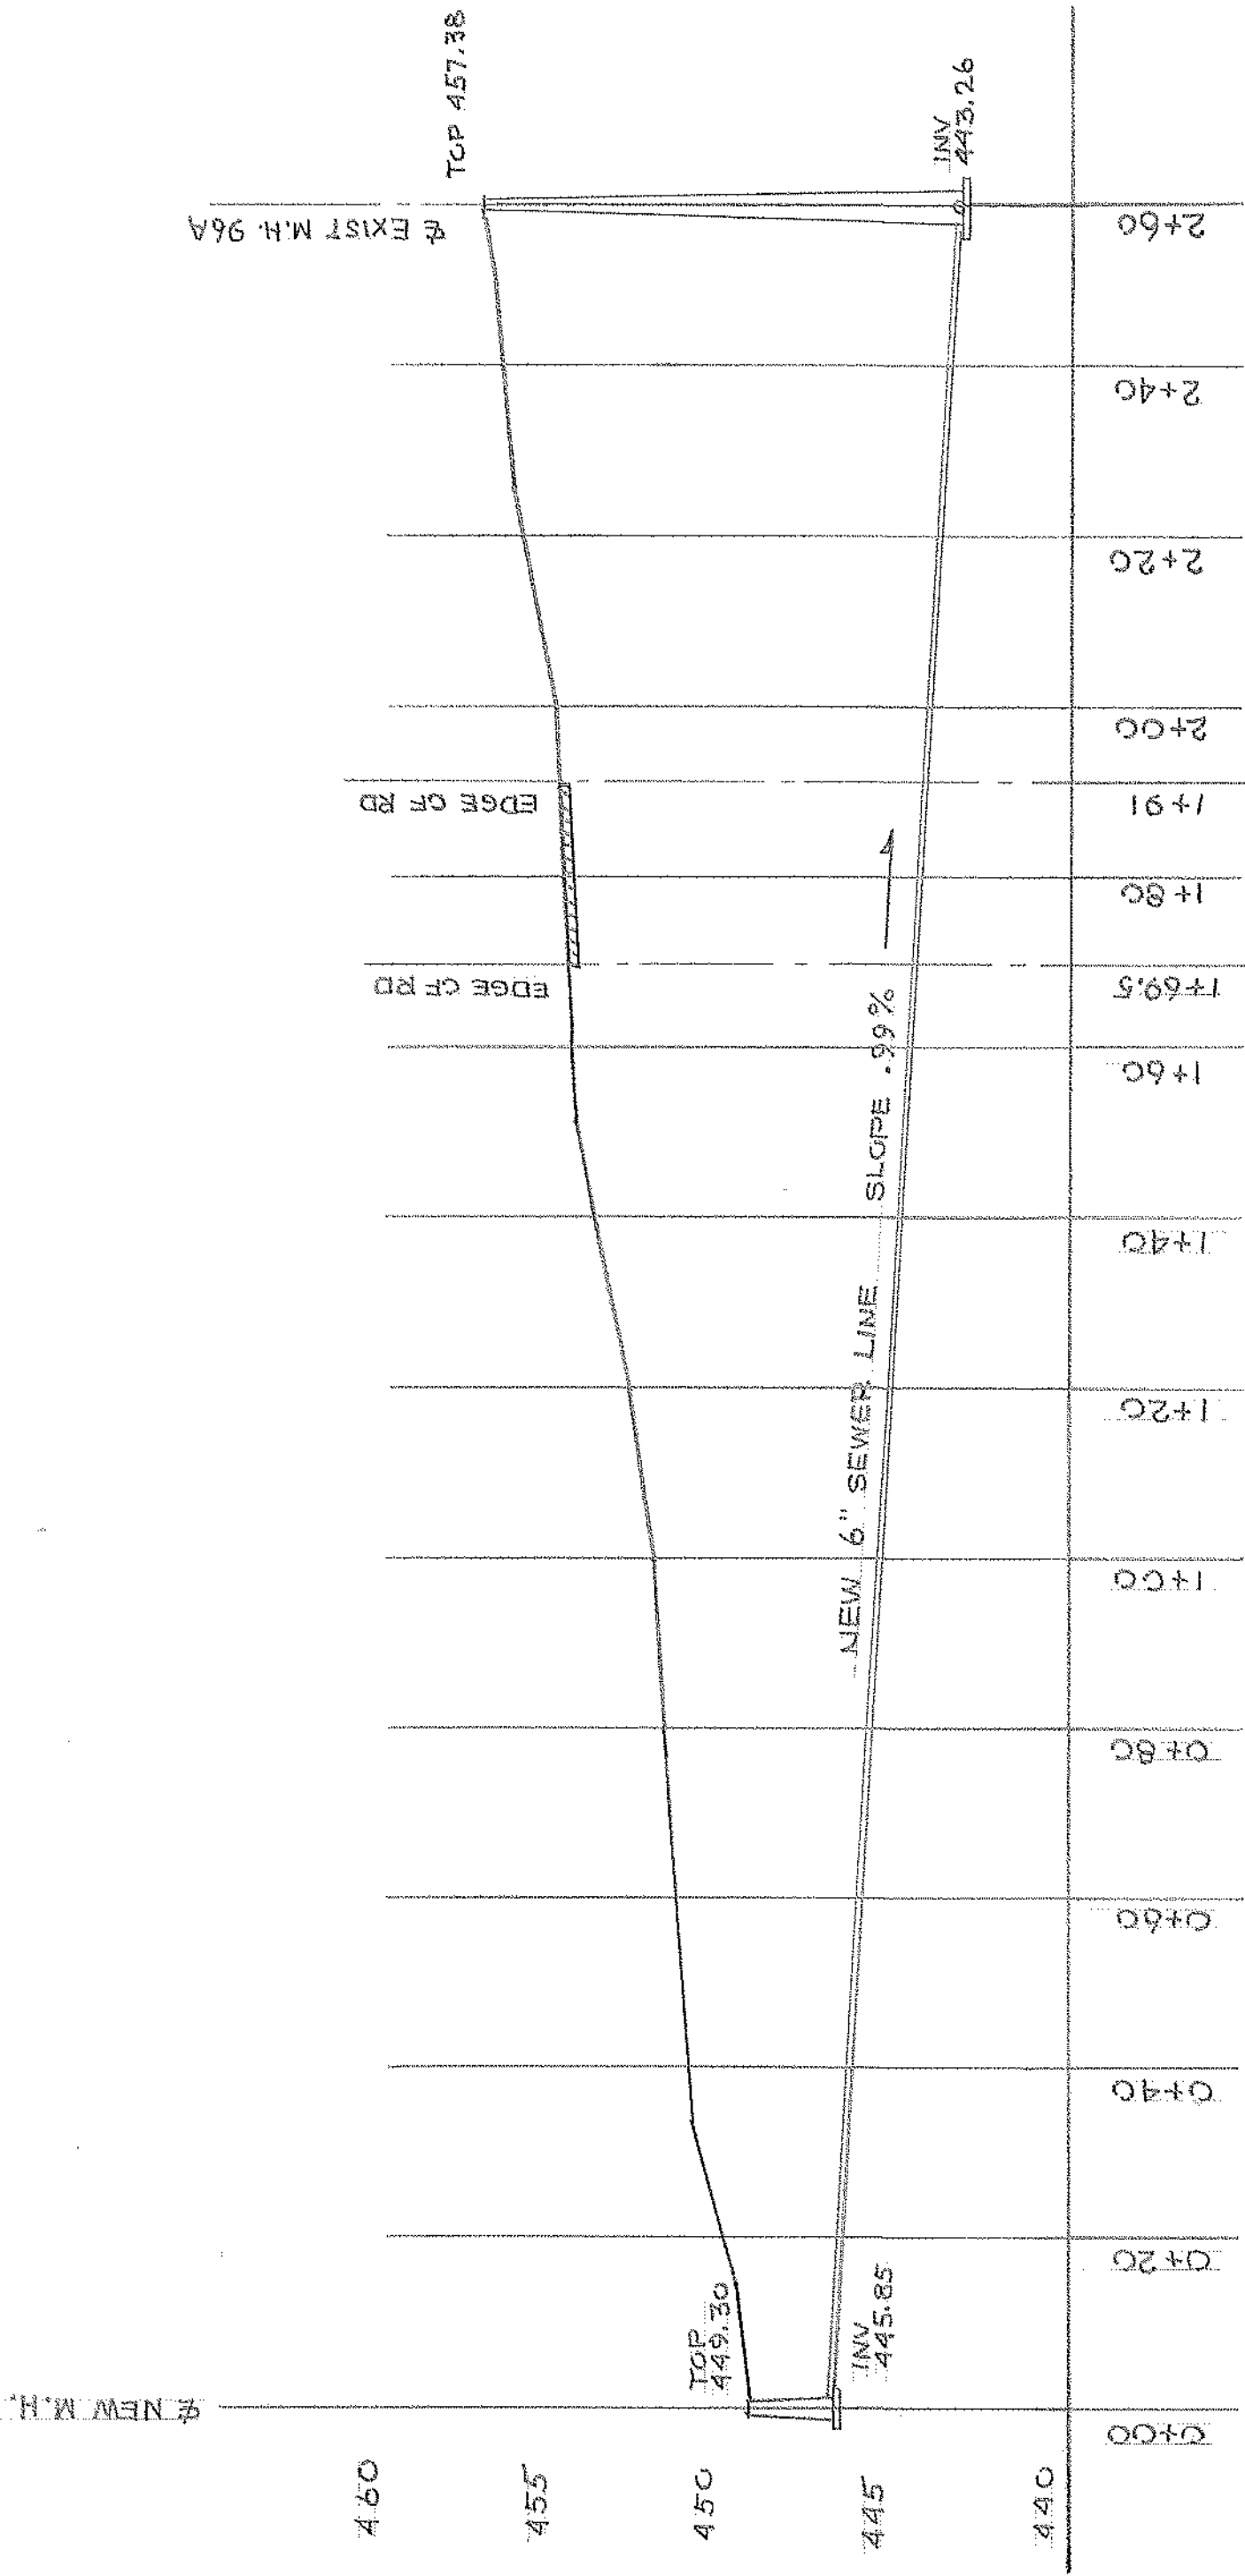 TOP 457.38
℄ EXIST M.H. 96A
INV
443.26
2+60
2+40
2+20
2+00
EDGE OF RD
1+91
1+80
EDGE OF RD
1+69.5
1+60
NEW 6" SEWER LINE SLOPE .99%
1+40
1+20
1+00
0+80
0+60
0+40
0+20
TOP
449.30
INV
445.85
℄ NEW M.H.
0+00
460
455
450
445
440